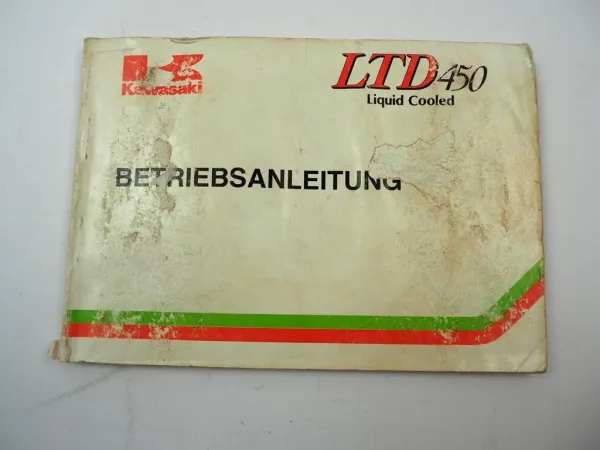 Kawasaki
LTD450
Liquid Cooled
BETRIEBSANLEITUNG